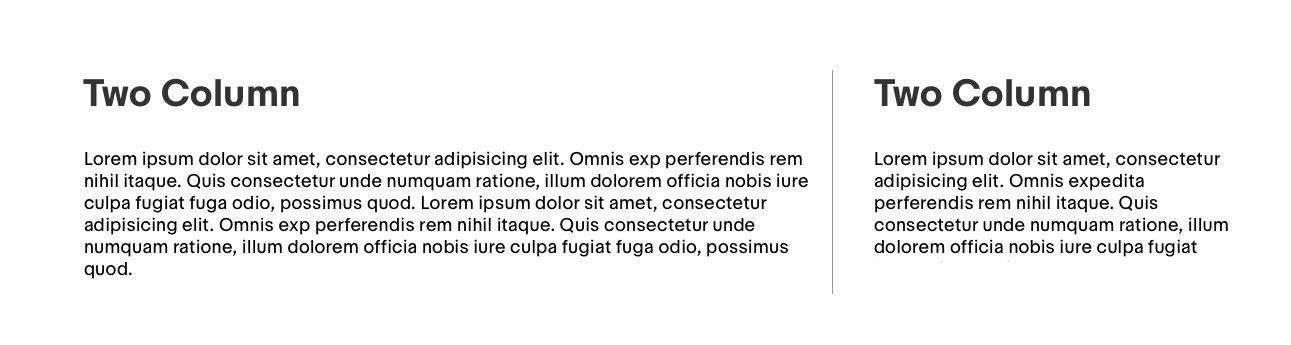 Two Column
Lorem ipsum dolor sit amet, consectetur adipisicing elit. Omnis exp perferendis rem
nihil itaque. Quis consectetur unde numquam ratione, illum dolorem officia nobis iure
culpa fugiat fuga odio, possimus quod. Lorem ipsum dolor sit amet, consectetur
adipisicing elit. Omnis exp perferendis rem nihil itaque. Quis consectetur unde
numquam ratione, illum dolorem officia nobis iure culpa fugiat fuga odio, possimus
quod.
Two Column
Lorem ipsum dolor sit amet, consectetur
adipisicing elit. Omnis expedita
perferendis rem nihil itaque. Quis
consectetur unde numquam ratione, illum
dolorem officia nobis iure culpa fugiat